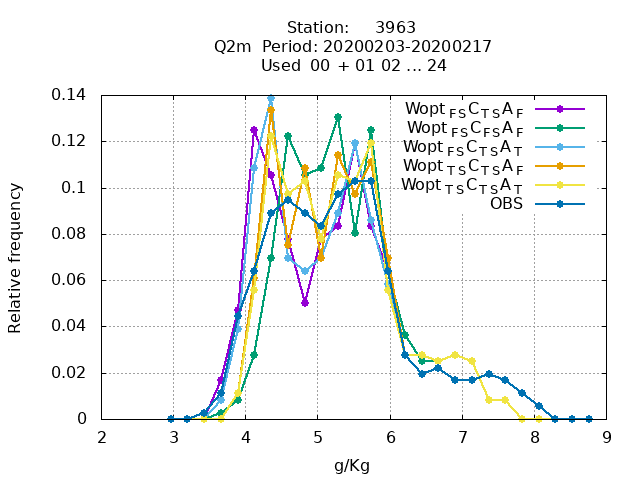 Station: 3963
Q2m Period: 20200203-20200217
Used 00 + 01 02 ... 24
0.14
0.12
0.1
0.08
0.06
0.04
0.02
0
Relative frequency
Wopt FS C TS A F
Wopt FS C FS A F
Wopt FS C TS A T
Wopt TS C TS A F
Wopt TS C TS A T
OBS
2 3 4 5 6 7 8 9
g/Kg